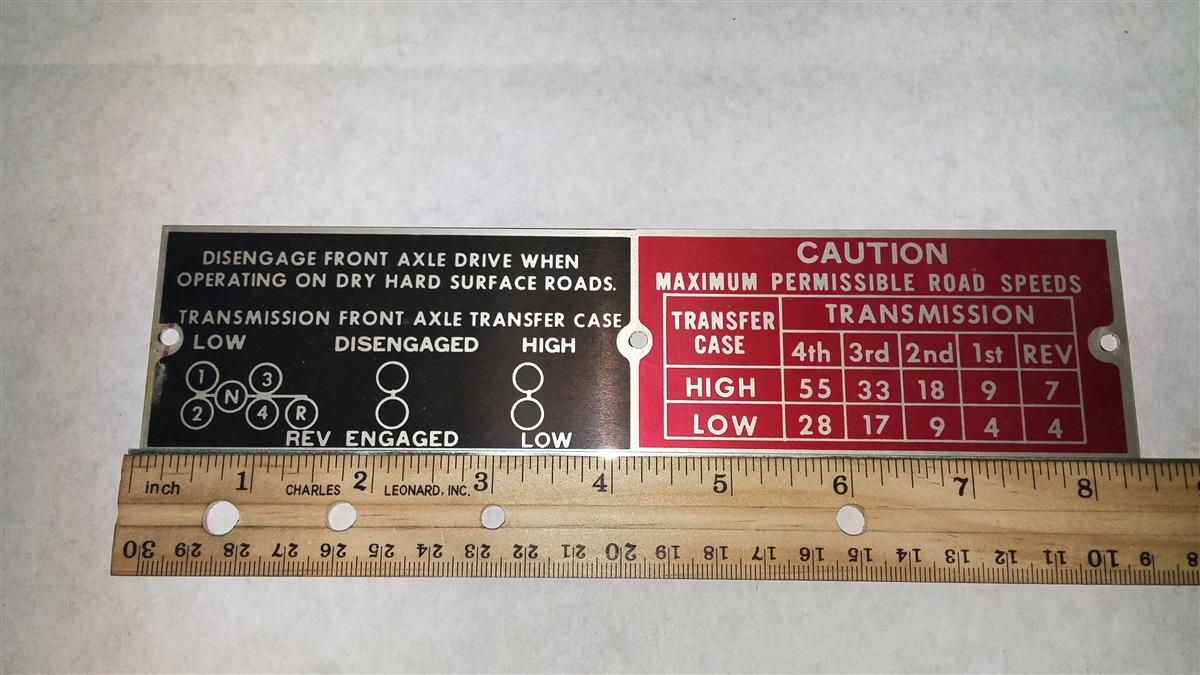 DISENGAGE FRONT AXLE DRIVE WHEN
OPERATING ON DRY HARD SURFACE ROADS.
TRANSMISSION FRONT AXLE TRANSFER CASE
LOW DISENGAGED HIGH
1 3
N
2 4 R
REV ENGAGED LOW
CAUTION
MAXIMUM PERMISSIBLE ROAD SPEEDS
TRANSFER CASE TRANSMISSION
4th 3rd 2nd 1st REV
HIGH 55 33 18 9 7
LOW 28 17 9 4 4
inch 1 CHARLES 2 LEONARD, INC. 3 4 5 6 7 8
30 29 28 27 26 25 24 23 22 21 20 19 18 17 16 15 14 13 12 11 10 9 8